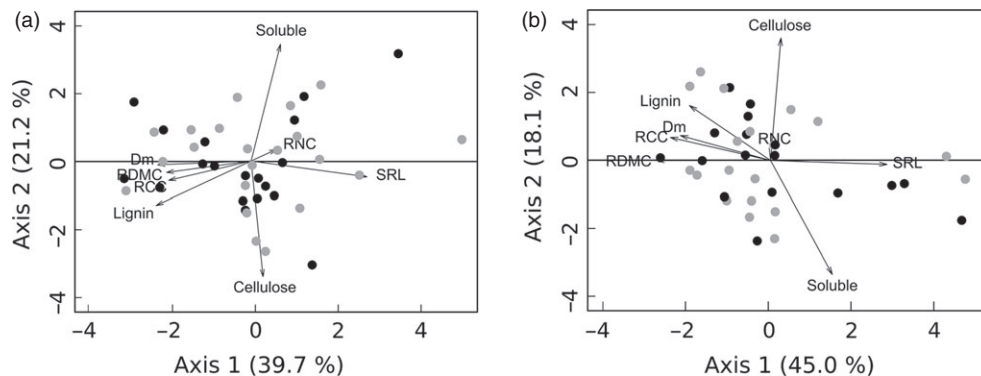 (a)
Axis 2 (21.2 %)
4
2
0
−2
−4
Soluble
RNC
Dm
RDMC
RCC
SRL
Lignin
Cellulose
−4 −2 0 2 4
Axis 1 (39.7 %)
(b)
Axis 2 (18.1 %)
4
2
0
−2
−4
Cellulose
Lignin
Dm
RCC
RNC
RDMC
SRL
Soluble
−4 −2 0 2 4
Axis 1 (45.0 %)